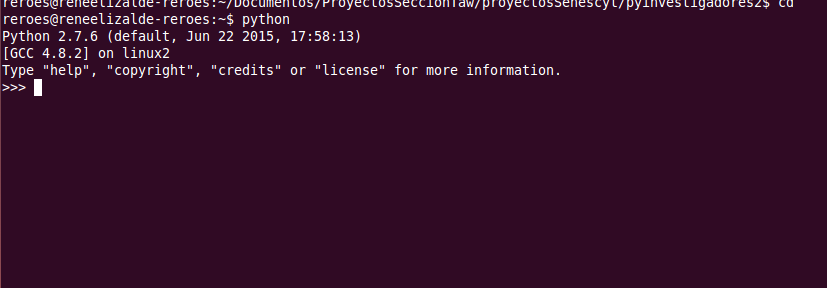 reroes@reneelizalde-reroes:~/Documentos/ProyectosSeccionTaw/proyectosSenescyt/pyinvestigadores2$ cd
reroes@reneelizalde-reroes:~$ python
Python 2.7.6 (default, Jun 22 2015, 17:58:13)
[GCC 4.8.2] on linux2
Type "help", "copyright", "credits" or "license" for more information.
>>>